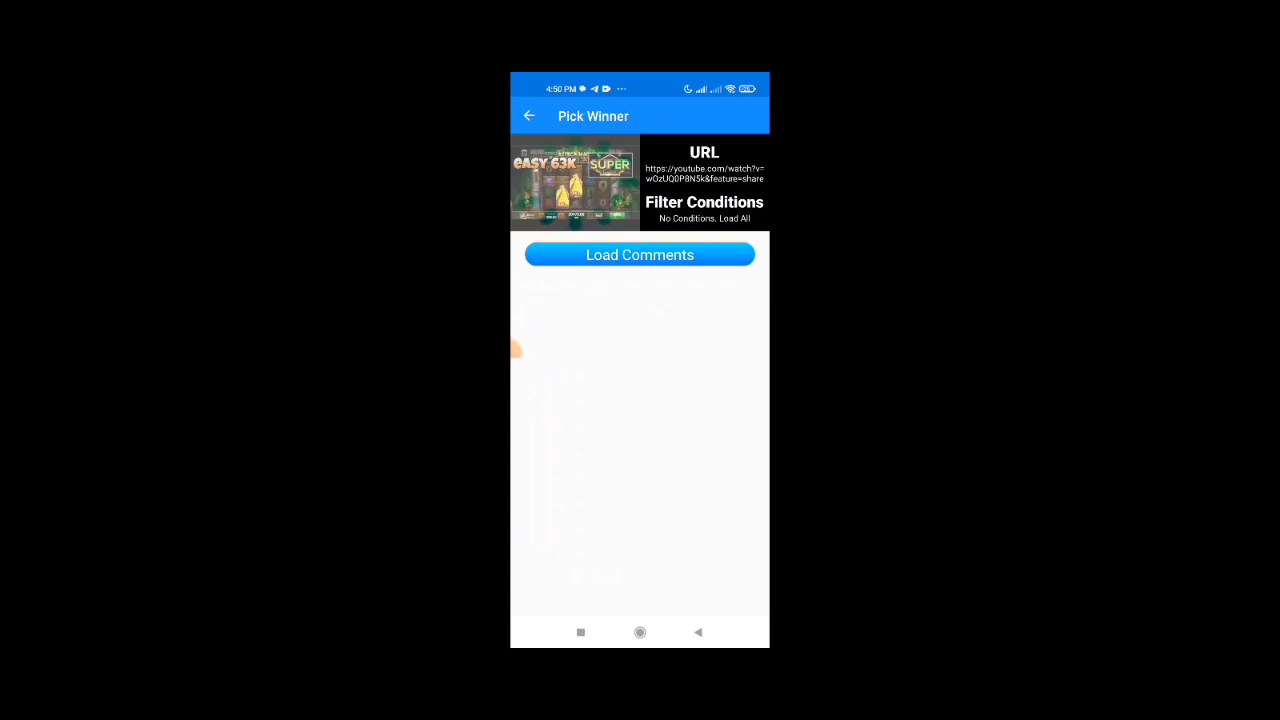 4:50 PM
Pick Winner
EASY 63K
SUPER
URL
https://youtube.com/watch?v=
wOzUQ0P8N5k&feature=share
Filter Conditions
No Conditions. Load All
Load Comments